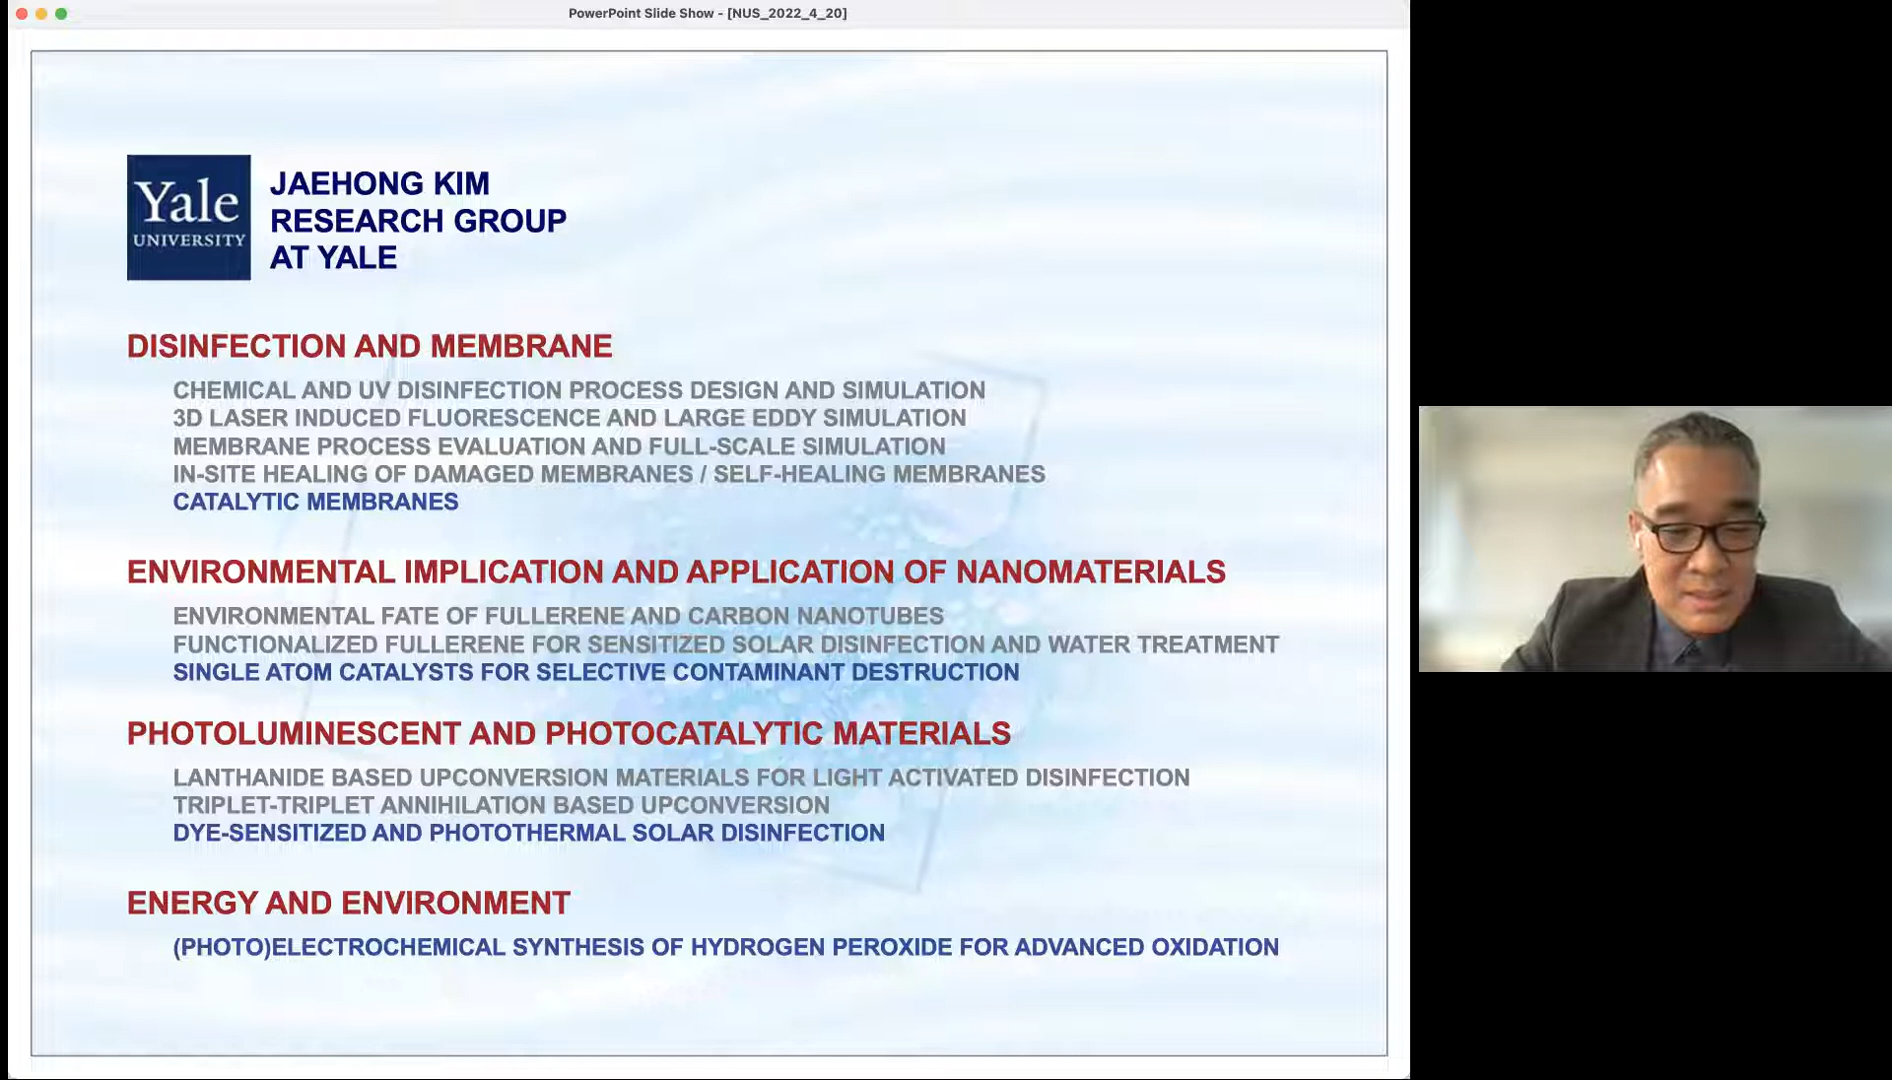 PowerPoint Slide Show - [NUS_2022_4_20]
Yale
UNIVERSITY
JAEHONG KIM
RESEARCH GROUP
AT YALE
DISINFECTION AND MEMBRANE
CHEMICAL AND UV DISINFECTION PROCESS DESIGN AND SIMULATION
3D LASER INDUCED FLUORESCENCE AND LARGE EDDY SIMULATION
MEMBRANE PROCESS EVALUATION AND FULL-SCALE SIMULATION
IN-SITE HEALING OF DAMAGED MEMBRANES / SELF-HEALING MEMBRANES
CATALYTIC MEMBRANES
ENVIRONMENTAL IMPLICATION AND APPLICATION OF NANOMATERIALS
ENVIRONMENTAL FATE OF FULLERENE AND CARBON NANOTUBES
FUNCTIONALIZED FULLERENE FOR SENSITIZED SOLAR DISINFECTION AND WATER TREATMENT
SINGLE ATOM CATALYSTS FOR SELECTIVE CONTAMINANT DESTRUCTION
PHOTOLUMINESCENT AND PHOTOCATALYTIC MATERIALS
LANTHANIDE BASED UPCONVERSION MATERIALS FOR LIGHT ACTIVATED DISINFECTION
TRIPLET-TRIPLET ANNIHILATION BASED UPCONVERSION
DYE-SENSITIZED AND PHOTOTHERMAL SOLAR DISINFECTION
ENERGY AND ENVIRONMENT
(PHOTO)ELECTROCHEMICAL SYNTHESIS OF HYDROGEN PEROXIDE FOR ADVANCED OXIDATION